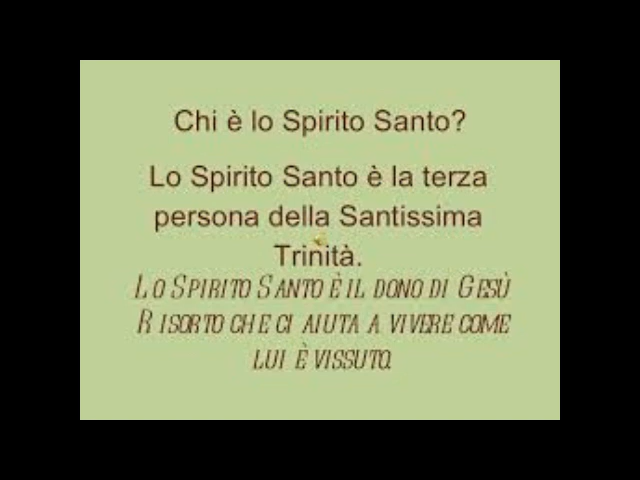 Chi è lo Spirito Santo?
Lo Spirito Santo è la terza
persona della Santissima
Trinità.
LO SPIRITO SANTO È IL DONO DI GESÙ
RISORTO CHE CI AIUTA A VIVERE COME
LUI È VISSUTO.